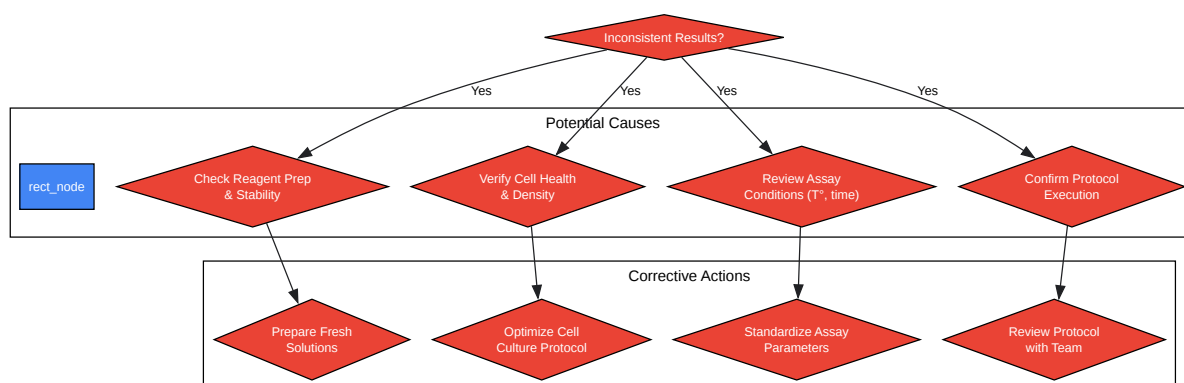 Inconsistent Results?
Yes
Yes
Yes
Yes
Potential Causes
rect_node
Check Reagent Prep
& Stability
Verify Cell Health
& Density
Review Assay
Conditions (T°, time)
Confirm Protocol
Execution
Corrective Actions
Prepare Fresh
Solutions
Optimize Cell
Culture Protocol
Standardize Assay
Parameters
Review Protocol
with Team